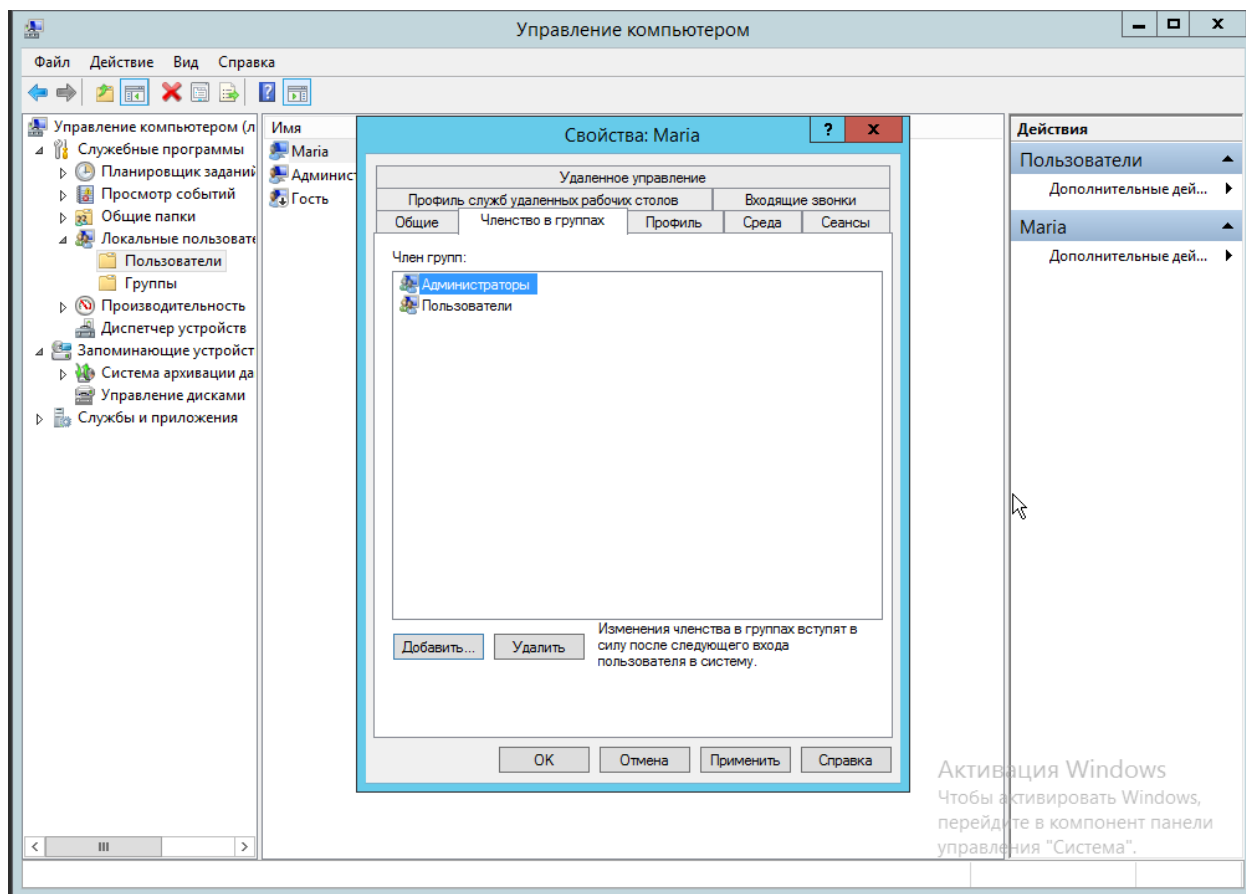 Управление компьютером
Файл Действие Вид Справка
Управление компьютером (л
Служебные программы
Планировщик заданий
Просмотр событий
Общие папки
Локальные пользовате
Пользователи
Группы
Производительность
Диспетчер устройств
Запоминающие устройст
Система архивации да
Управление дисками
Службы и приложения
Имя
Maria
Админист
Гость
Свойства: Maria
Удаленное управление
Профиль служб удаленных рабочих столов Входящие звонки
Общие Членство в группах Профиль Среда Сеансы
Член групп:
Администраторы
Пользователи
Добавить... Удалить
Изменения членства в группах вступят в
силу после следующего входа
пользователя в систему.
OK Отмена Применить Справка
Действия
Пользователи
Дополнительные дей...
Maria
Дополнительные дей...
Активация Windows
Чтобы активировать Windows,
перейдите в компонент панели
управления "Система".